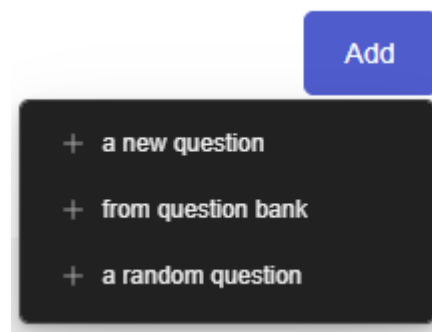 Add
+ a new question
+ from question bank
+ a random question